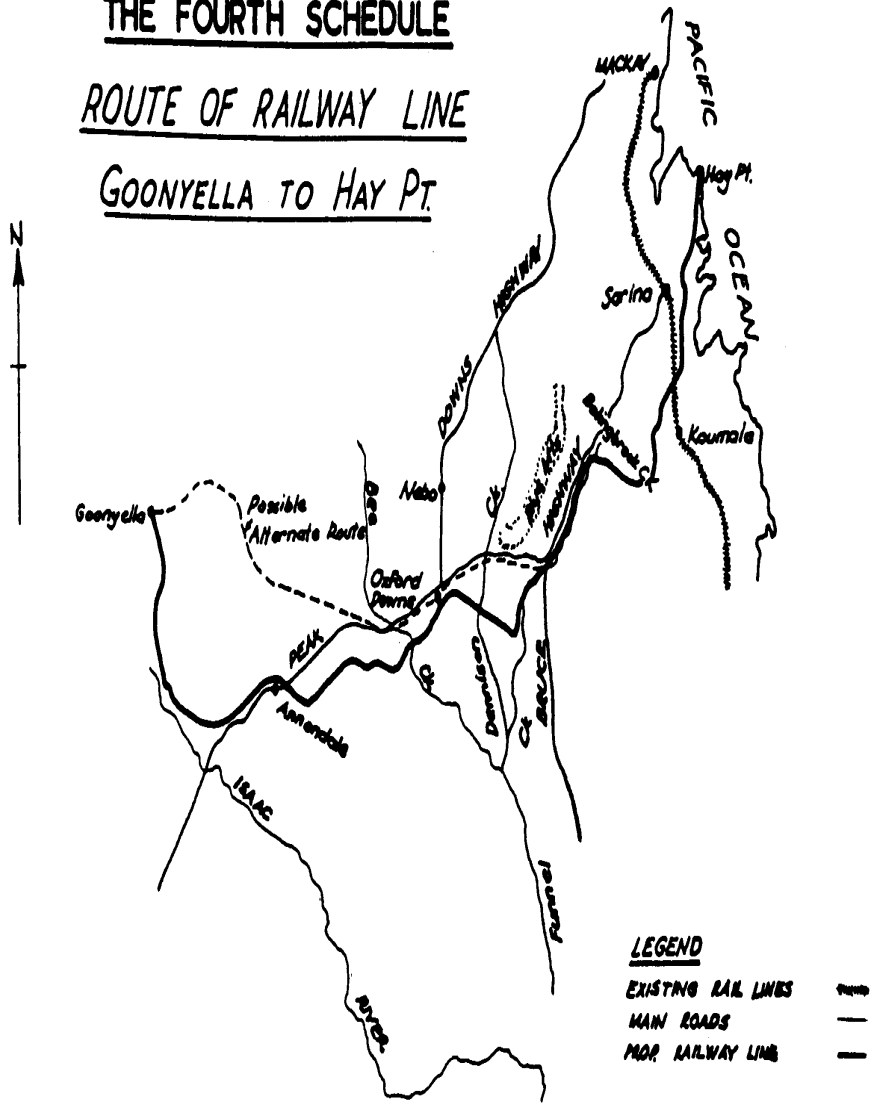 THE FOURTH SCHEDULE
ROUTE OF RAILWAY LINE
GOONYELLA TO HAY PT.
N
MACKAY
PACIFIC
OCEAN
Hay Pt.
Sarina
Koumala
HIGHWAY
DOWNS
PEAK
Nebo
Bee
Ck
Goonyella
Possible
Alternate Route
Oxford
Downs
Ck
HIGHWAY
BRUCE
Ck
Denison
Ck
Annandale
ISAAC
RIVER
Funnel
LEGEND
EXISTING RAIL LINES
MAIN ROADS
PROP. RAILWAY LINE